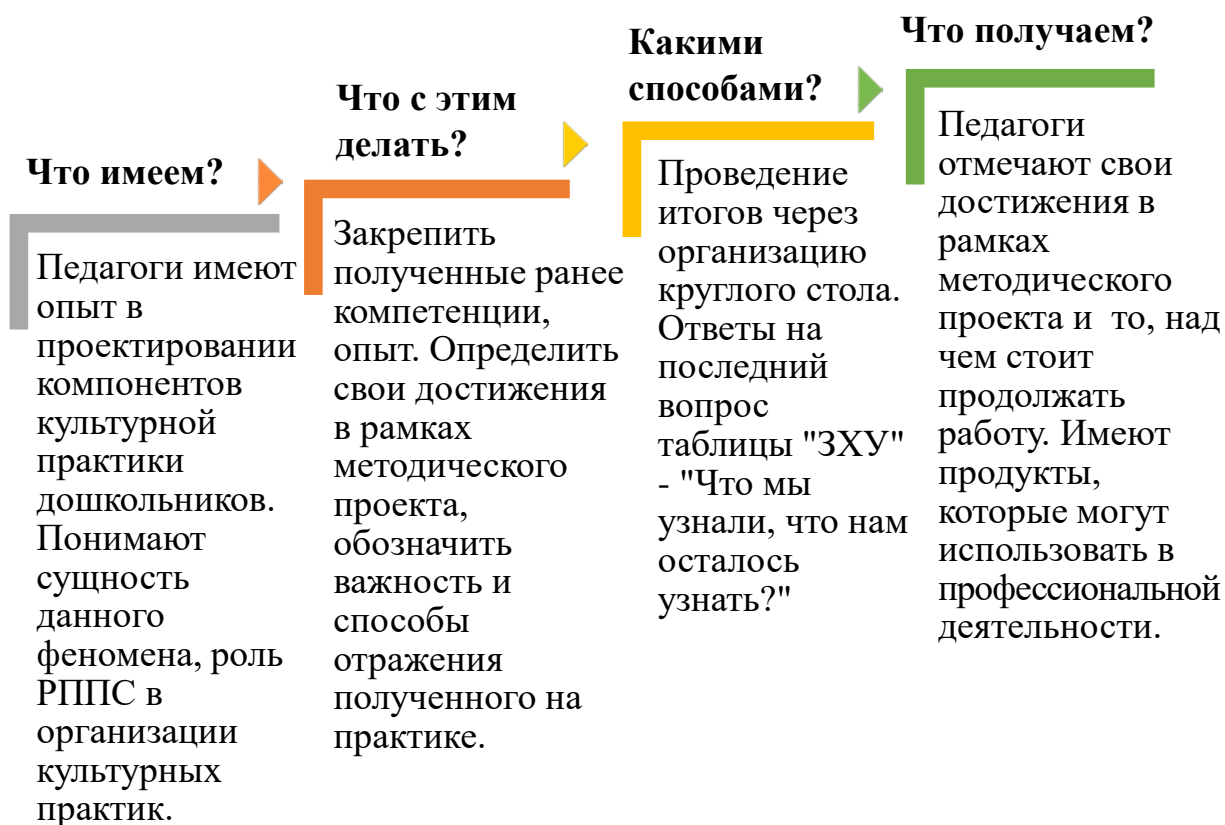 Что имеем?
Педагоги имеют
опыт в
проектировании
компонентов
культурной
практики
дошкольников.
Понимают
сущность
данного
феномена, роль
РППС в
организации
культурных
практик.
Что с этим
делать?
Закрепить
полученные ранее
компетенции,
опыт. Определить
свои достижения
в рамках
методического
проекта,
обозначить
важность и
способы
отражения
полученного на
практике.
Какими
способами?
Проведение
итогов через
организацию
круглого стола.
Ответы на
последний
вопрос
таблицы "ЗХУ"
- "Что мы
узнали, что нам
осталось
узнать?"
Что получаем?
Педагоги
отмечают свои
достижения в
рамках
методического
проекта и то, над
чем стоит
продолжать
работу. Имеют
продукты,
которые могут
использовать в
профессиональной
деятельности.